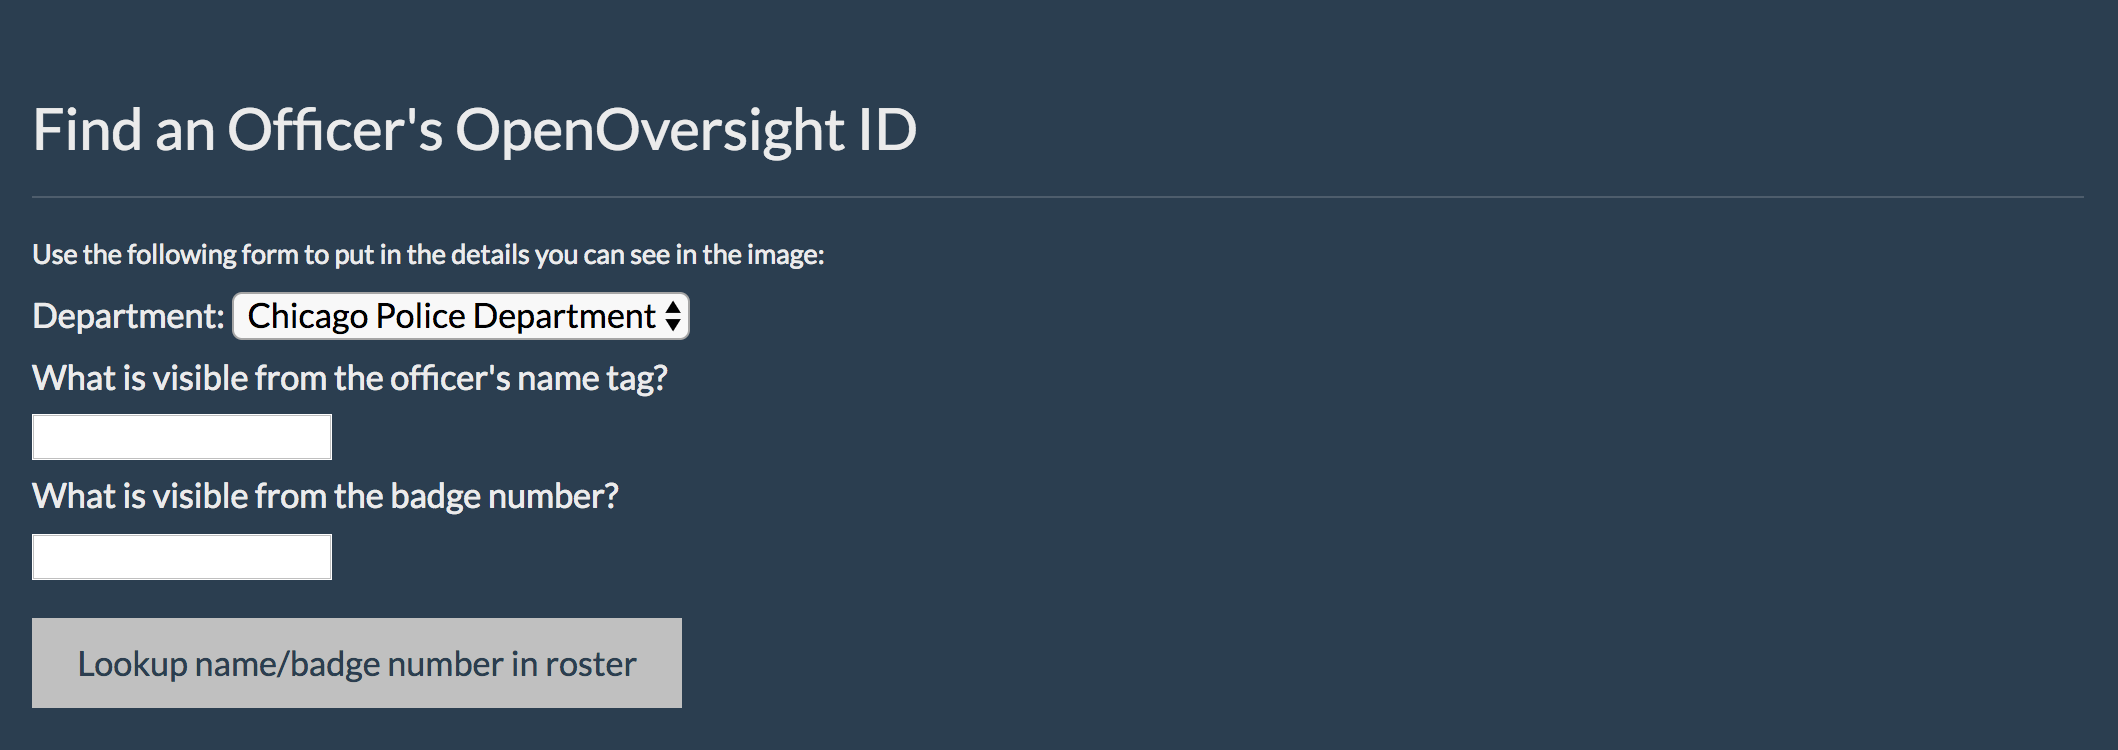 Find an Officer's OpenOversight ID
Use the following form to put in the details you can see in the image:
Department: Chicago Police Department
What is visible from the officer's name tag?
What is visible from the badge number?
Lookup name/badge number in roster